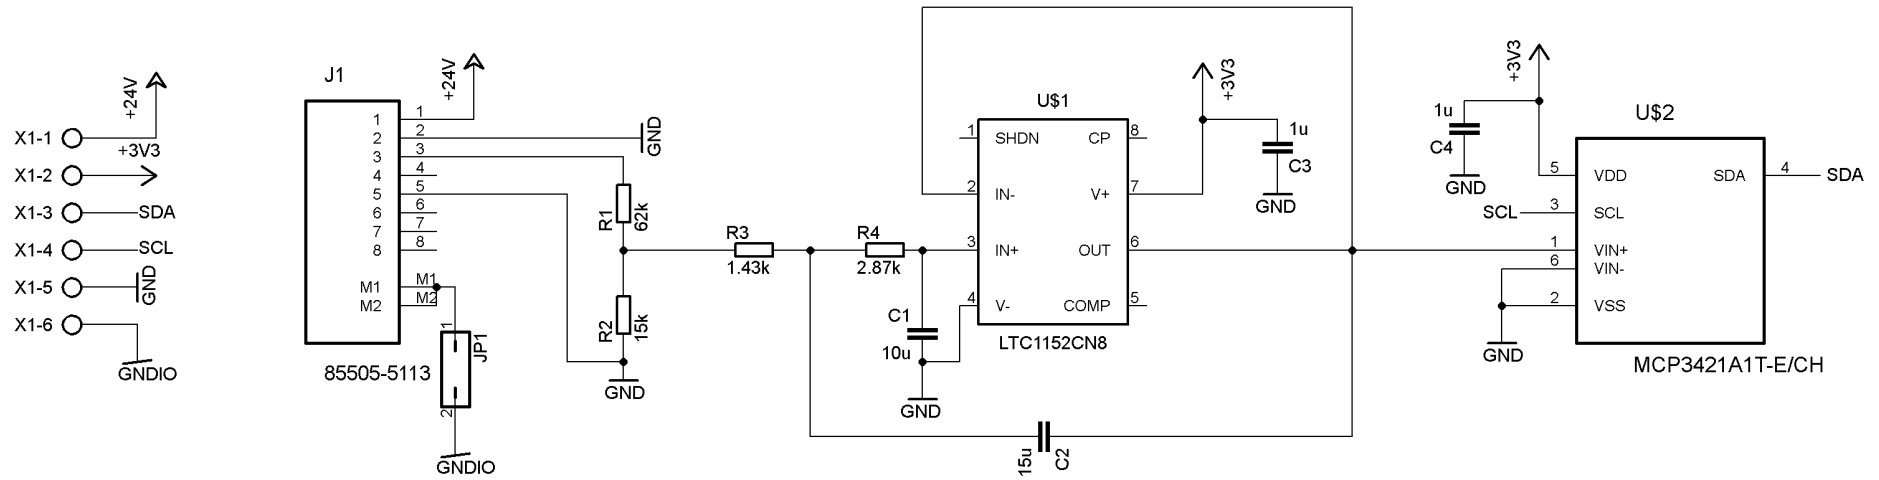 X1-1
X1-2
X1-3
X1-4
X1-5
X1-6
+24V
+3V3
SDA
SCL
GND
GNDIO
J1
1
2
3
4
5
6
7
8
M1
M2
1
2
3
4
5
6
7
8
M1
M2
85505-5113
+24V
GND
1
JP1
2
GNDIO
R1
62k
R2
15k
GND
R3
1.43k
R4
2.87k
C1
10u
GND
15u
C2
U$1
1 SHDN CP 8
2 IN- V+ 7
3 IN+ OUT 6
4 V- COMP 5
LTC1152CN8
+3V3
1u
C3
GND
+3V3
1u
C4
GND
U$2
5 VDD SDA 4 SDA
SCL 3 SCL
1 VIN+
6 VIN-
2 VSS
GND
MCP3421A1T-E/CH